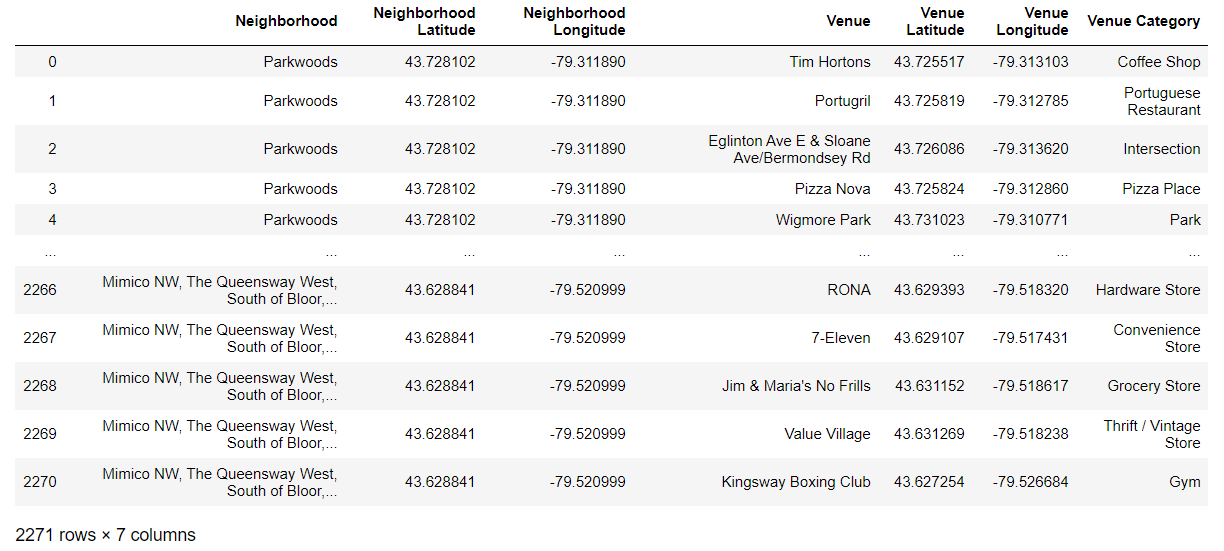 Neighborhood Neighborhood Latitude Neighborhood Longitude Venue Venue Latitude Venue Longitude Venue Category
0 Parkwoods 43.728102 -79.311890 Tim Hortons 43.725517 -79.313103 Coffee Shop
1 Parkwoods 43.728102 -79.311890 Portugril 43.725819 -79.312785 Portuguese Restaurant
2 Parkwoods 43.728102 -79.311890 Eglinton Ave E & Sloane Ave/Bermondsey Rd 43.726086 -79.313620 Intersection
3 Parkwoods 43.728102 -79.311890 Pizza Nova 43.725824 -79.312860 Pizza Place
4 Parkwoods 43.728102 -79.311890 Wigmore Park 43.731023 -79.310771 Park
... ... ... ... ... ... ... ...
2266 Mimico NW, The Queensway West, South of Bloor,... 43.628841 -79.520999 RONA 43.629393 -79.518320 Hardware Store
2267 Mimico NW, The Queensway West, South of Bloor,... 43.628841 -79.520999 7-Eleven 43.629107 -79.517431 Convenience Store
2268 Mimico NW, The Queensway West, South of Bloor,... 43.628841 -79.520999 Jim & Maria's No Frills 43.631152 -79.518617 Grocery Store
2269 Mimico NW, The Queensway West, South of Bloor,... 43.628841 -79.520999 Value Village 43.631269 -79.518238 Thrift / Vintage Store
2270 Mimico NW, The Queensway West, South of Bloor,... 43.628841 -79.520999 Kingsway Boxing Club 43.627254 -79.526684 Gym
2271 rows × 7 columns